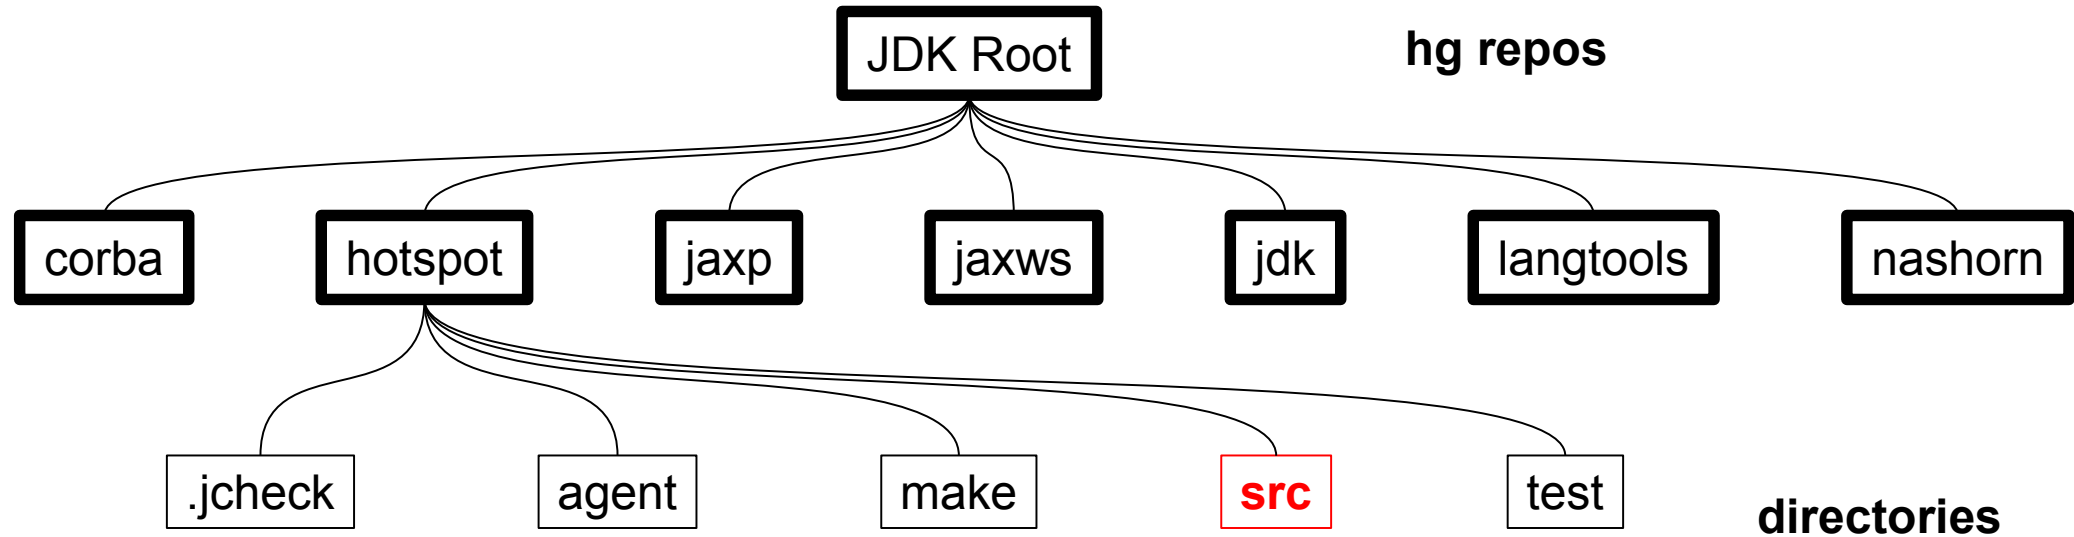 JDK Root
hg repos
corba
hotspot
jaxp
jaxws
jdk
langtools
nashorn
.jcheck
agent
make
src
test
directories